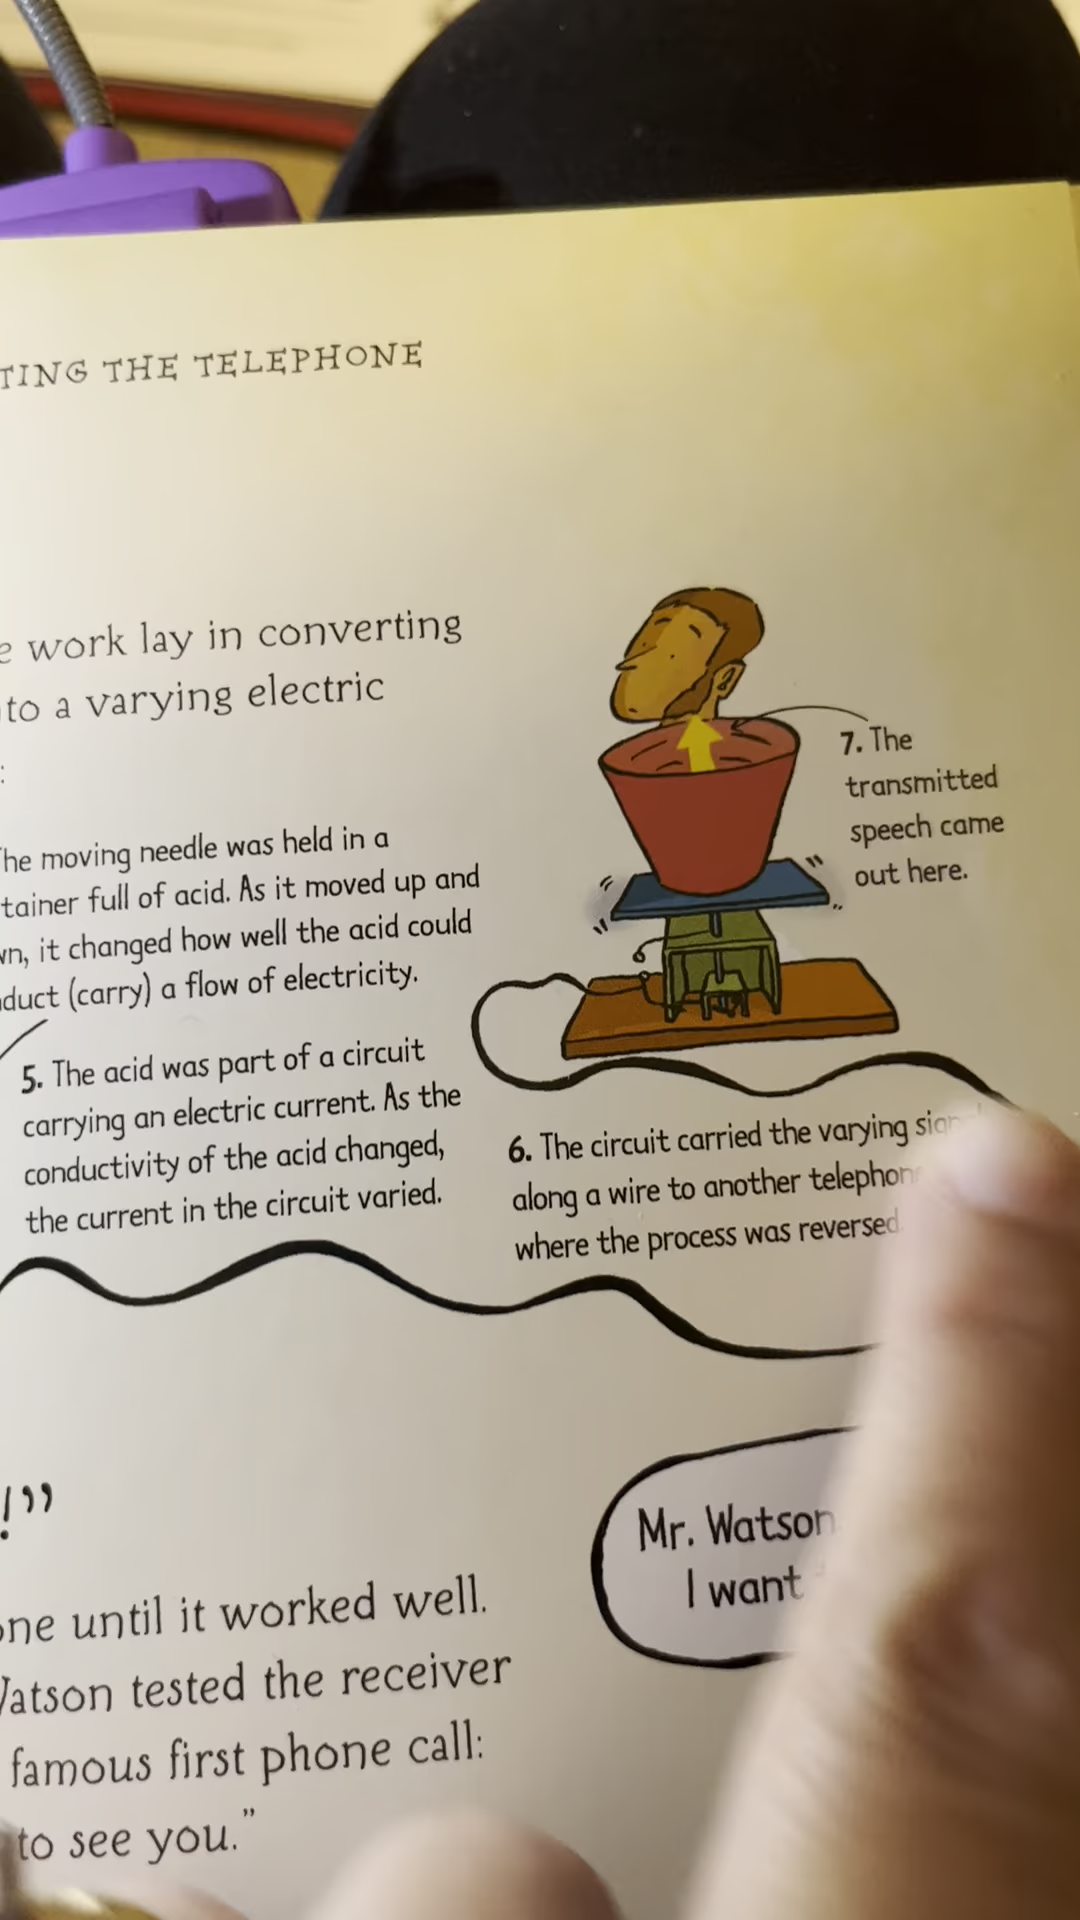 THE TELEPHONE
work lay in converting
to a varying electric
:
he moving needle was held in a
tainer full of acid. As it moved up and
wn, it changed how well the acid could
duct (carry) a flow of electricity.
5. The acid was part of a circuit
carrying an electric current. As the
conductivity of the acid changed,
the current in the circuit varied.
7. The
transmitted
speech came
out here.
6. The circuit carried the varying
along a wire to another telephon
where the process was reversed
!”
Mr. Watson
I want
ne until it worked well.
atson tested the receiver
famous first phone call:
to see you.”